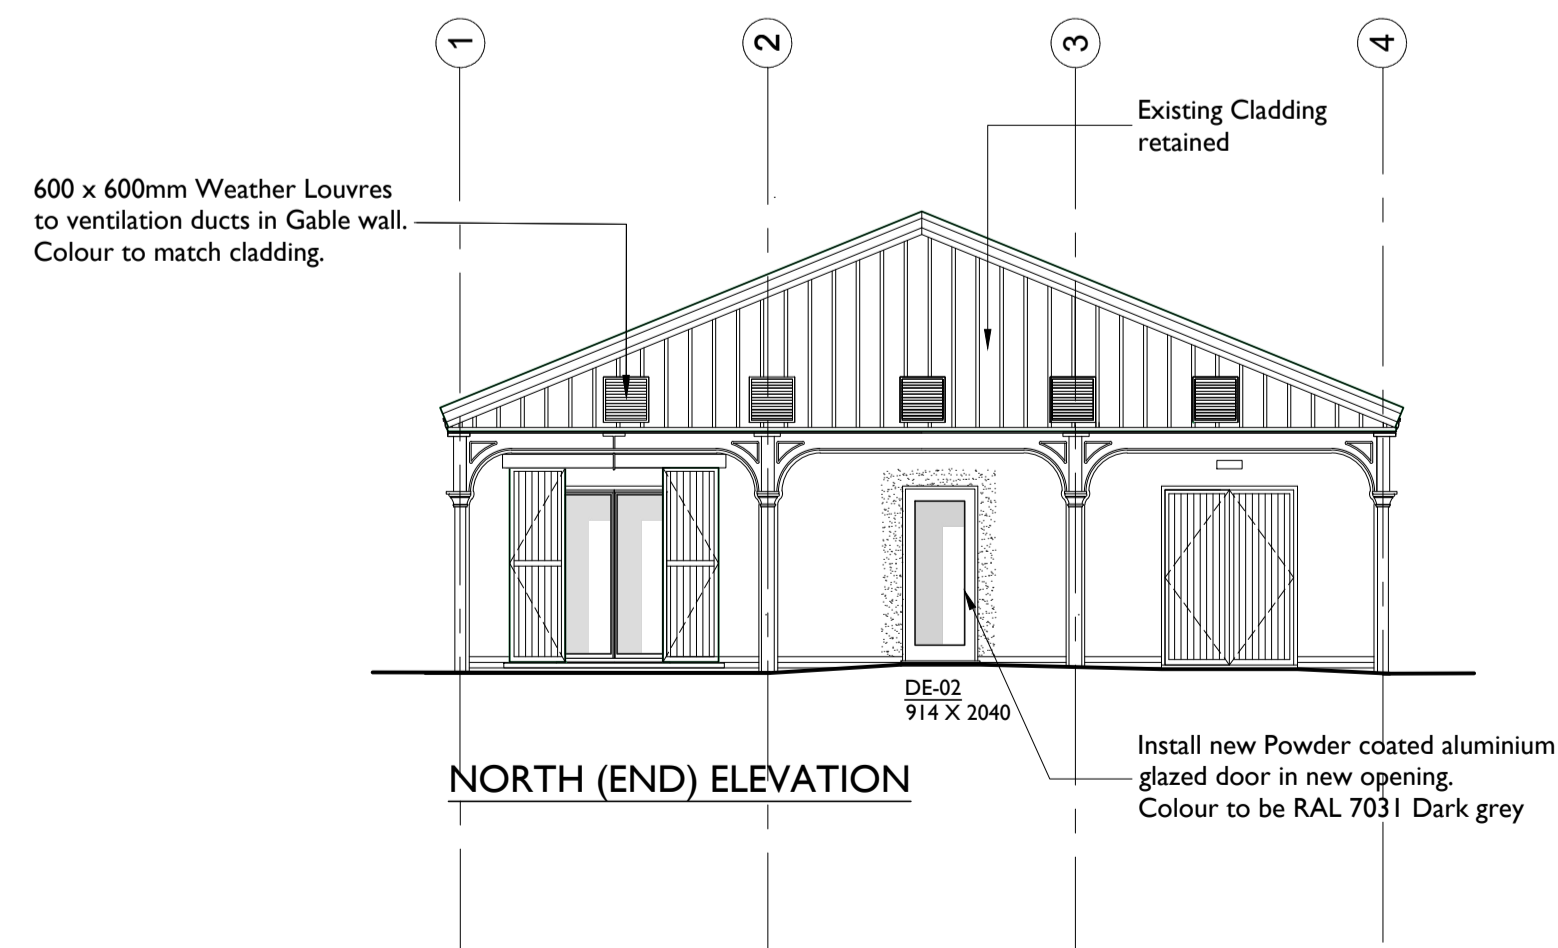 1
2
3
4
Existing Cladding
retained
600 x 600mm Weather Louvres
to ventilation ducts in Gable wall.
Colour to match cladding.
DE-02
914 X 2040
Install new Powder coated aluminium
glazed door in new opening.
Colour to be RAL 7031 Dark grey
NORTH (END) ELEVATION